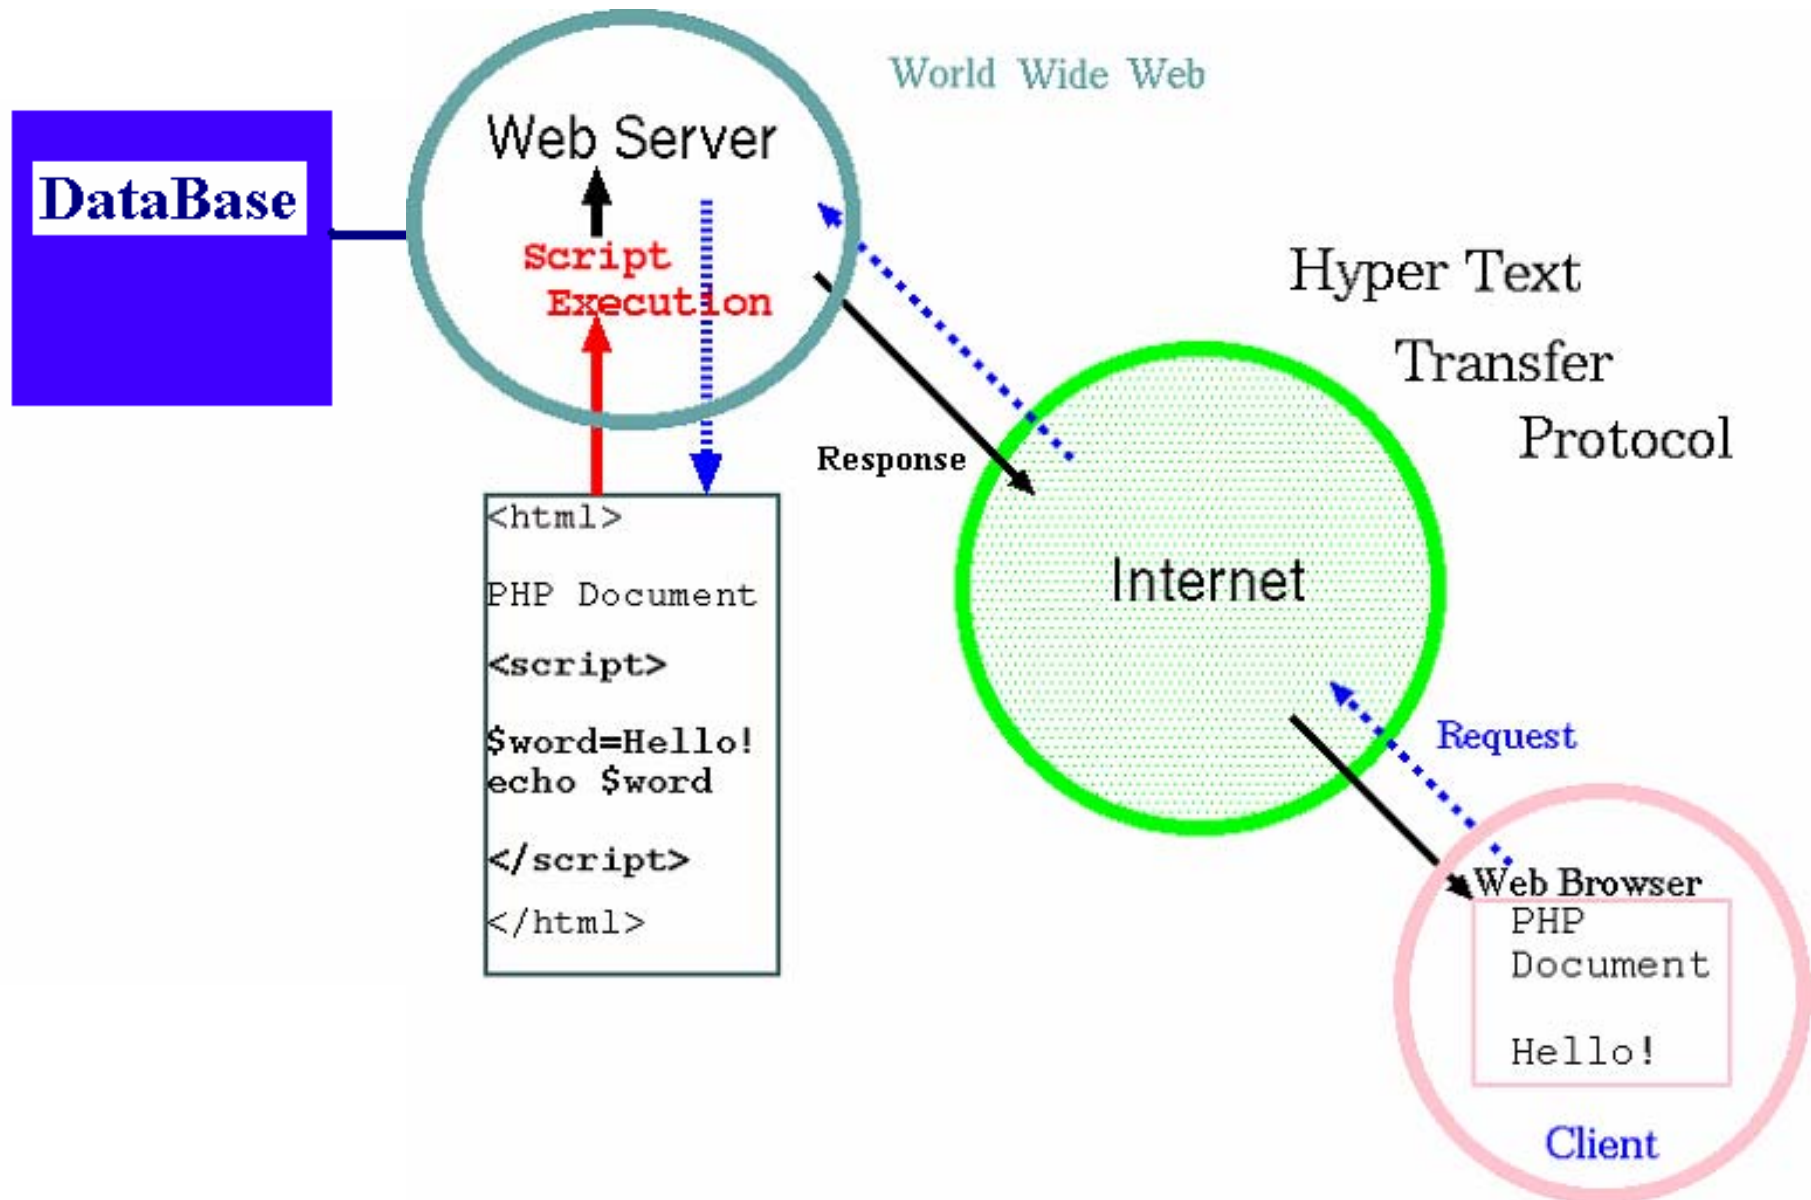 World Wide Web
Web Server
DataBase
Script
Execution
Hyper Text
Transfer
Protocol
Response
<html>
PHP Document
<script>
$word=Hello!
echo $word
</script>
</html>
Internet
Request
Web Browser
PHP
Document
Hello!
Client